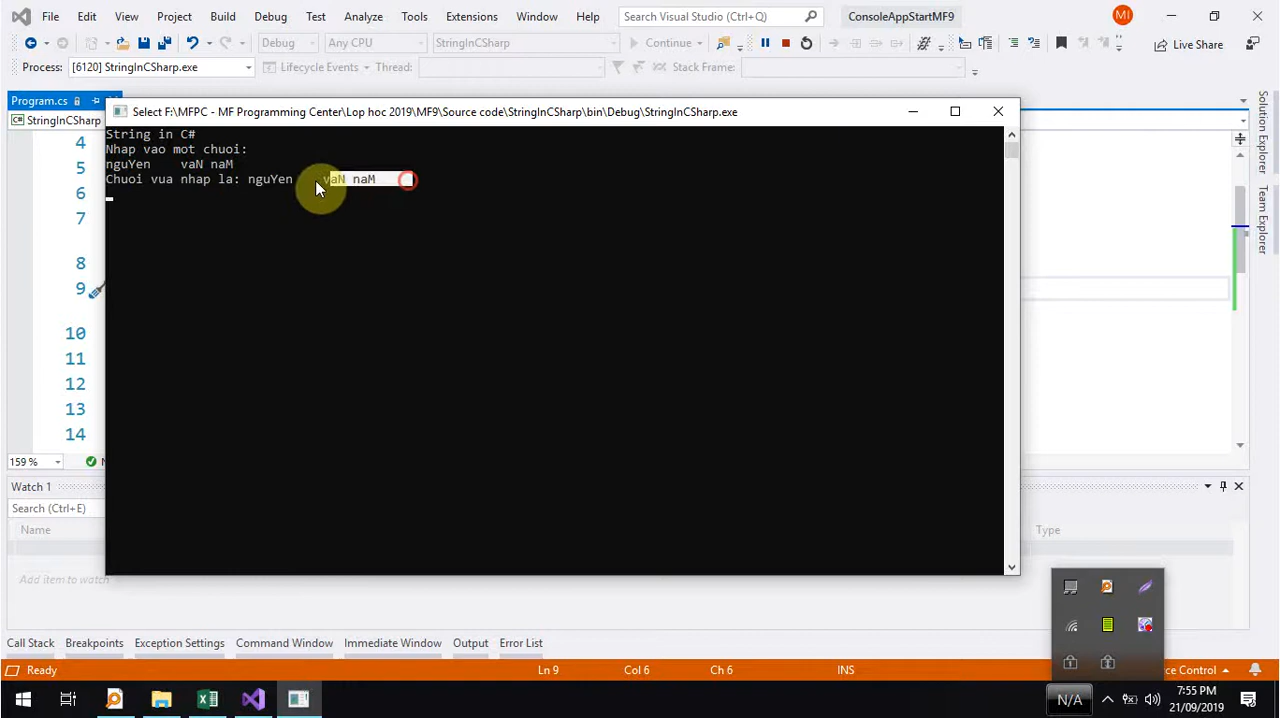 File Edit View Project Build Debug Test Analyze Extensions Window Help Search Visual Studio (Ctrl+Q) ConsoleAppStartMF9 MI
Debug Any CPU StringInCSharp Continue Live Share
Process: [6120] StringInCSharp.exe Lifecycle Events Thread: Stack Frame:
Program.cs
Select F:\MFPC - MF Programming Center\Lop hoc 2019\MF9\Source code\StringInCSharp\bin\Debug\StringInCSharp.exe
StringInCSharp
String in C#
Nhap vao mot chuoi:
nguYen    vaN naM
Chuoi vua nhap la: nguYen    vaN naM
4
5
6
7
8
9
10
11
12
13
14
Solution Explorer
Team Explorer
159 %
Watch 1
Search (Ctrl+E)
Name Type
Add item to watch
Call Stack Breakpoints Exception Settings Command Window Immediate Window Output Error List
Ready Ln 9 Col 6 Ch 6 INS ce Control
N/A 7:55 PM
21/09/2019